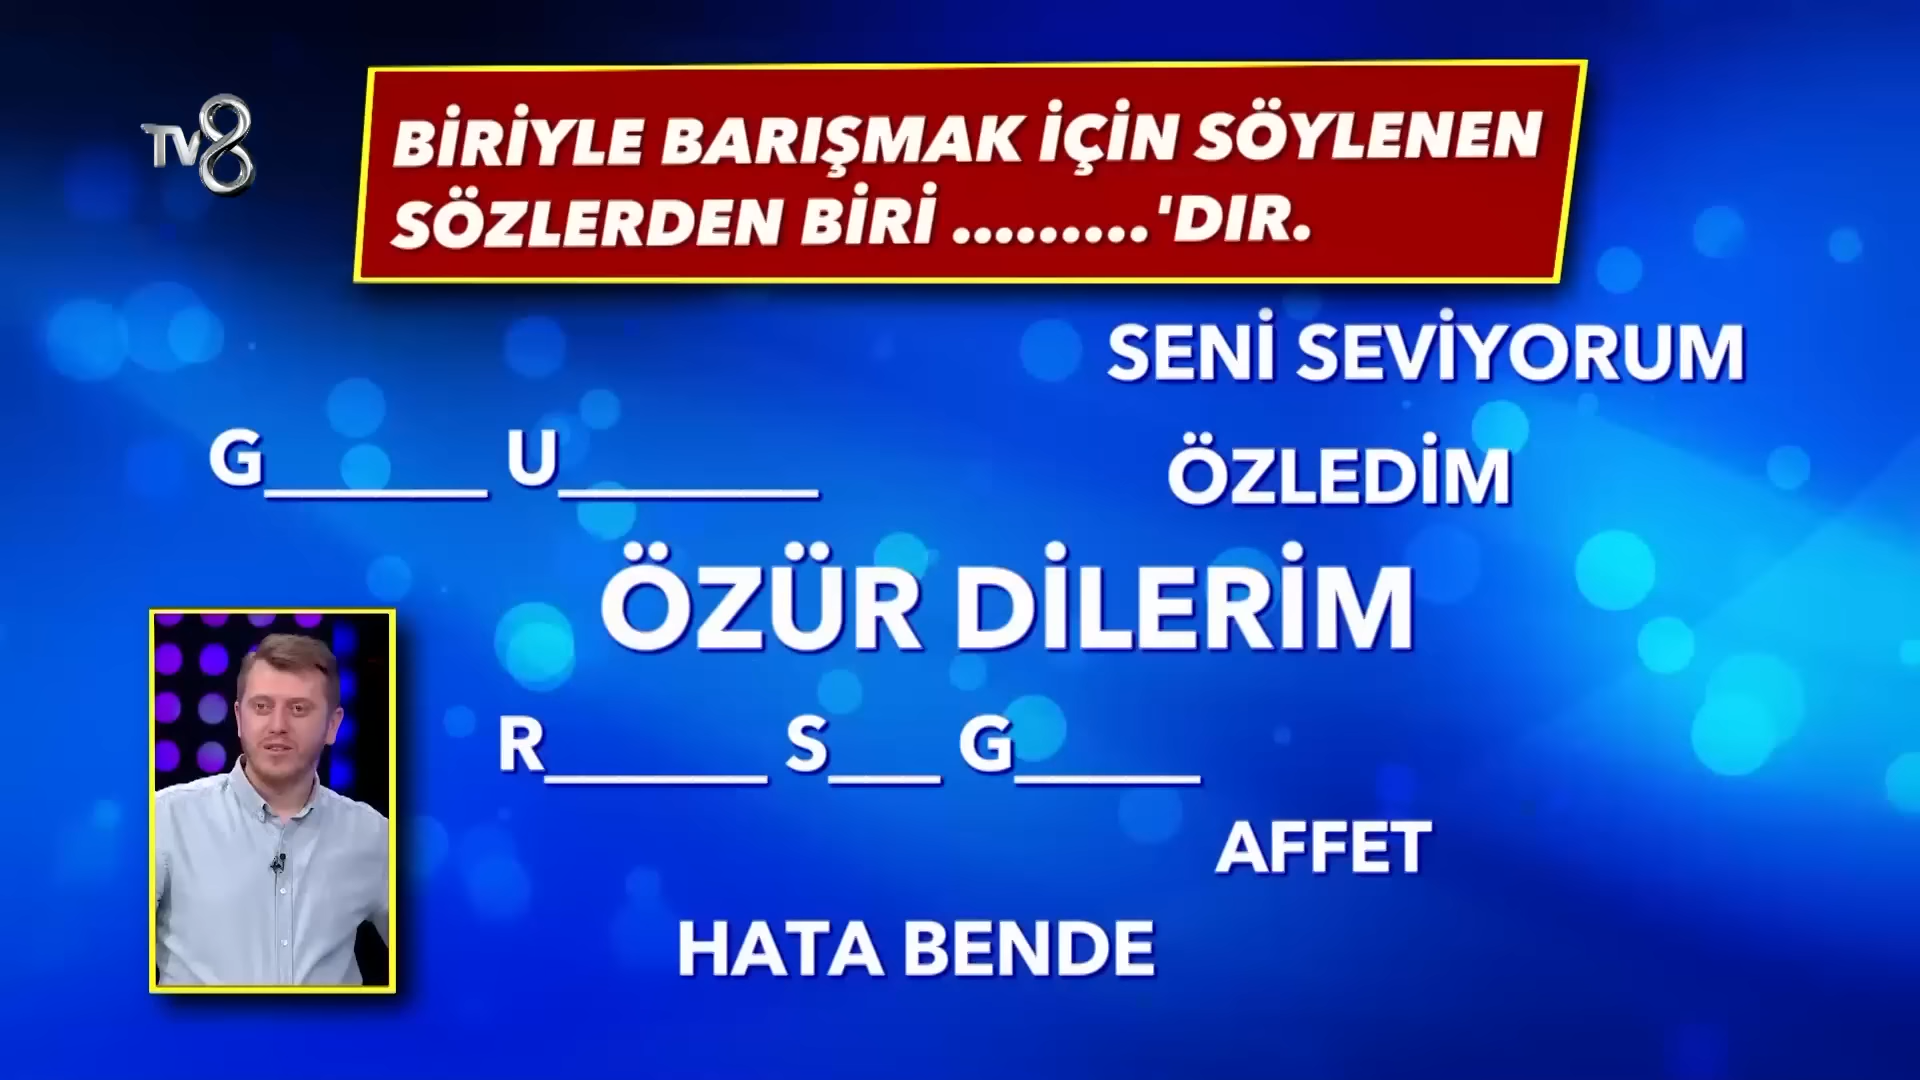 TV8
BİRİYLE BARIŞMAK İÇİN SÖYLENEN
SÖZLERDEN BİRİ .........'DIR.
SENİ SEVİYORUM
G______ U_______
ÖZLEDİM
ÖZÜR DİLERİM
R______ S___ G_____
AFFET
HATA BENDE